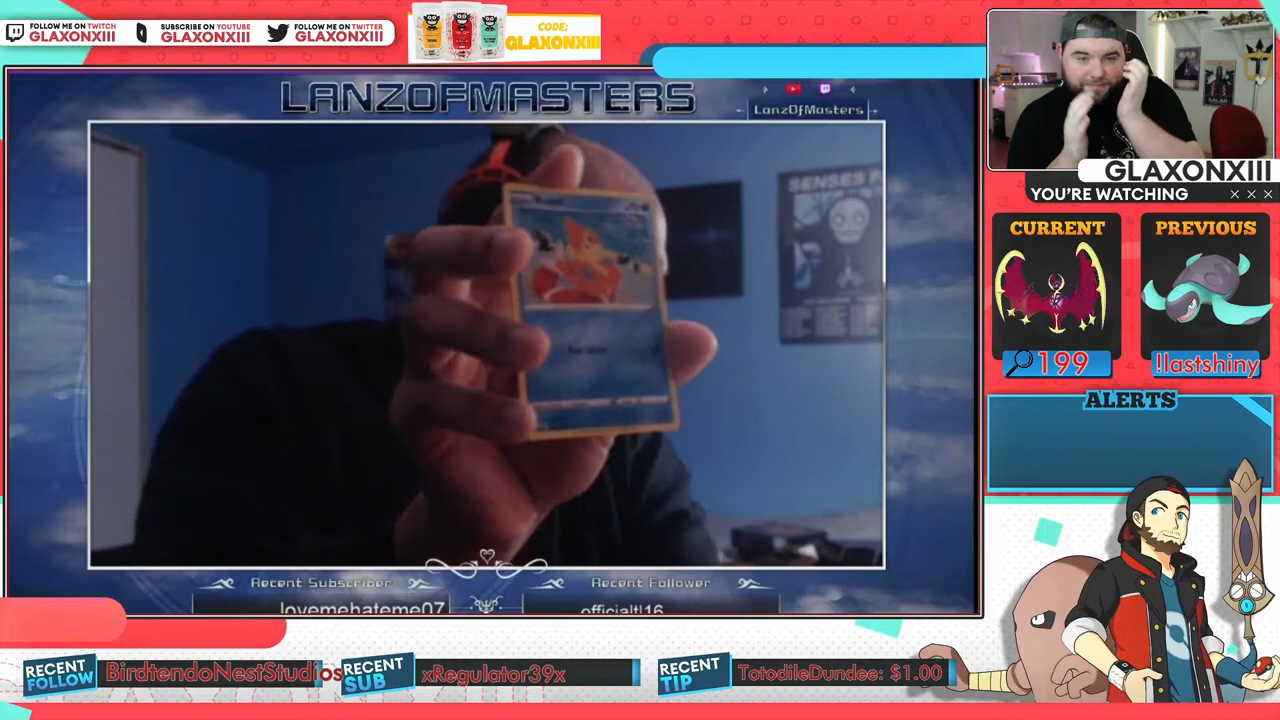 FOLLOW ME ON TWITCH
GLAXONXIII
SUBSCRIBE ON YOUTUBE
GLAXONXIII
FOLLOW ME ON TWITTER
GLAXONXIII
CODE:
GLAXONXIII
LANZOFMASTERS
LanzOfMasters
SENSES
GALAR
GLAXONXIII
YOU'RE WATCHING
CURRENT
PREVIOUS
199
!lastshiny
ALERTS
Recent Subscriber
lovemehateme07
Recent Follower
RECENT FOLLOW
BirdtendoNestStudios
RECENT SUB
xRegulator39x
RECENT TIP
TotodileDundee: $1.00